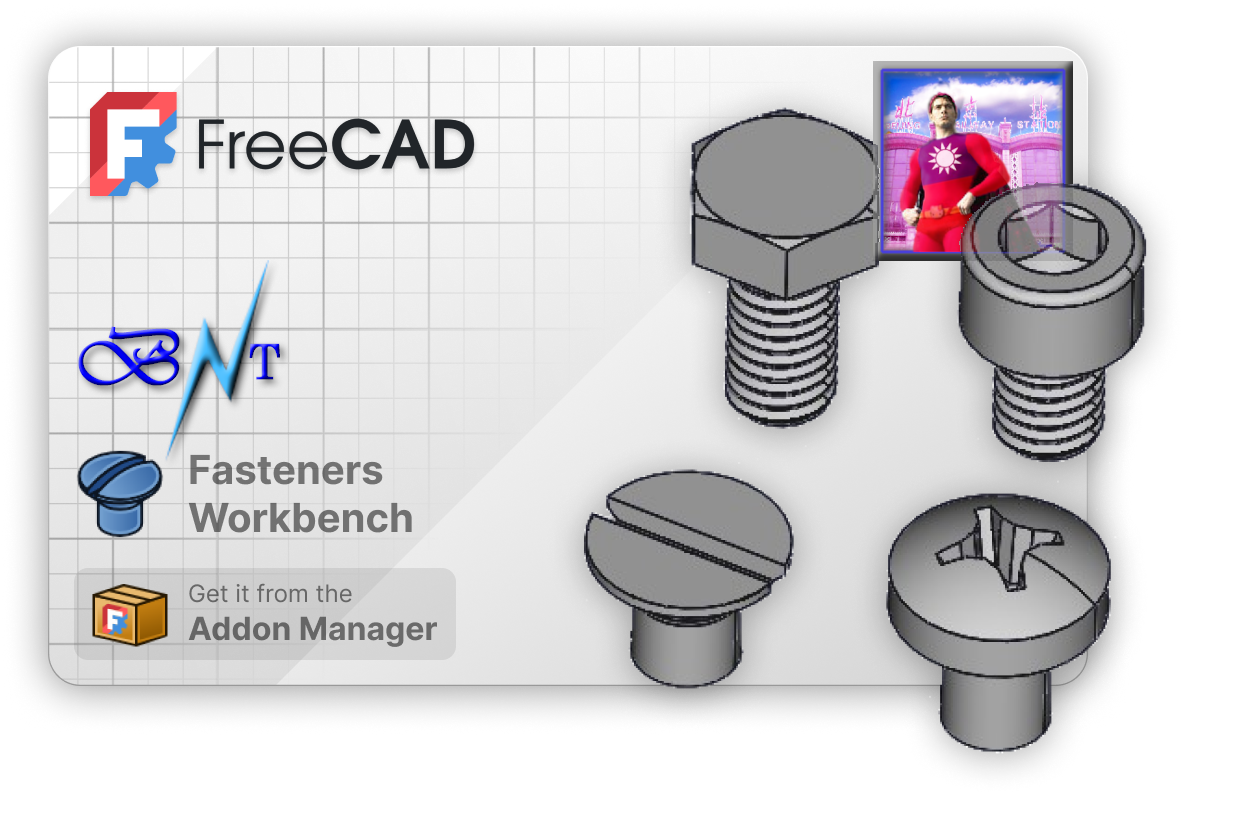 FreeCAD
BNT
Fasteners
Workbench
Get it from the
Addon Manager